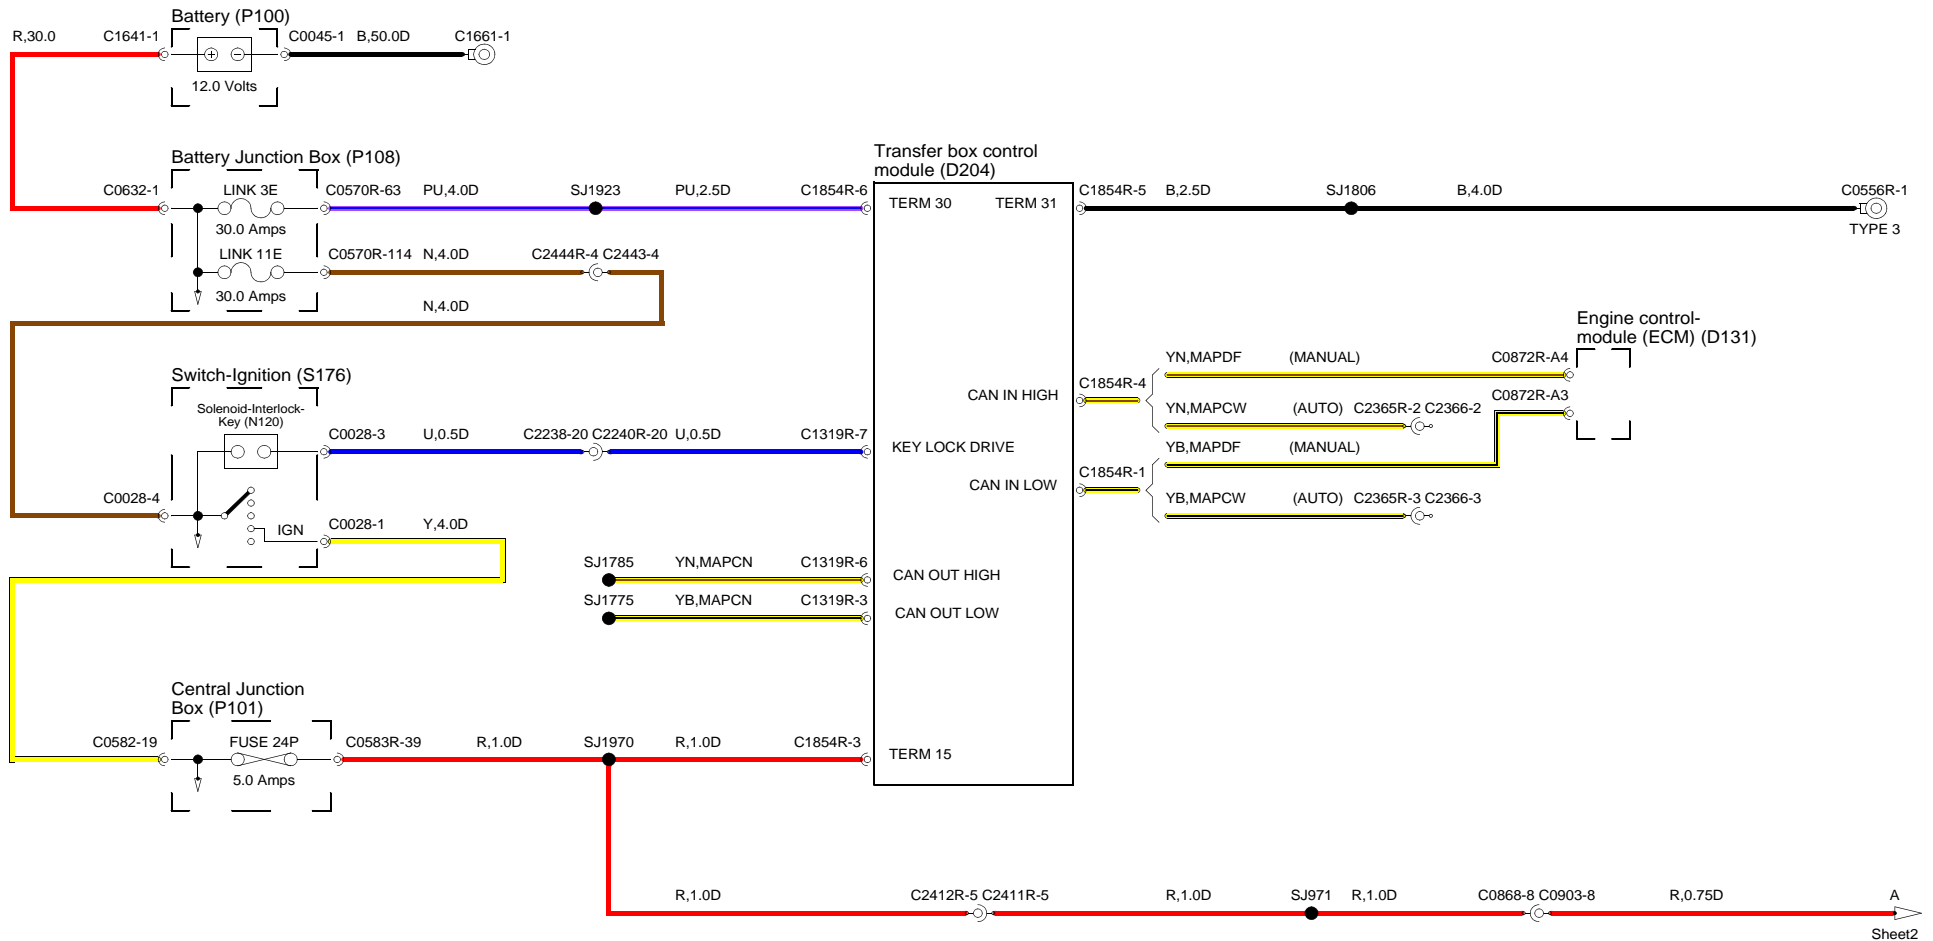 Battery (P100)
R,30.0
C1641-1
C0045-1
B,50.0D
C1661-1
12.0 Volts
Battery Junction Box (P108)
C0632-1
LINK 3E
30.0 Amps
C0570R-63
PU,4.0D
SJ1923
PU,2.5D
C1854R-6
LINK 11E
30.0 Amps
C0570R-114
N,4.0D
C2444R-4
C2443-4
N,4.0D
Transfer box control
module (D204)
TERM 30
TERM 31
C1854R-5
B,2.5D
SJ1806
B,4.0D
C0556R-1
TYPE 3
Engine control-
module (ECM) (D131)
CAN IN HIGH
C1854R-4
YN,MAPDF
(MANUAL)
C0872R-A4
YN,MAPCW
(AUTO)
C2365R-2
C2366-2
C0872R-A3
CAN IN LOW
C1854R-1
YB,MAPDF
(MANUAL)
YB,MAPCW
(AUTO)
C2365R-3
C2366-3
Switch-Ignition (S176)
Solenoid-Interlock-
Key (N120)
C0028-3
U,0.5D
C2238-20
C2240R-20
U,0.5D
C1319R-7
KEY LOCK DRIVE
C0028-4
IGN
C0028-1
Y,4.0D
SJ1785
YN,MAPCN
C1319R-6
CAN OUT HIGH
SJ1775
YB,MAPCN
C1319R-3
CAN OUT LOW
Central Junction
Box (P101)
C0582-19
FUSE 24P
5.0 Amps
C0583R-39
R,1.0D
SJ1970
R,1.0D
C1854R-3
TERM 15
R,1.0D
C2412R-5
C2411R-5
R,1.0D
SJ971
R,1.0D
C0868-8
C0903-8
R,0.75D
A
Sheet2